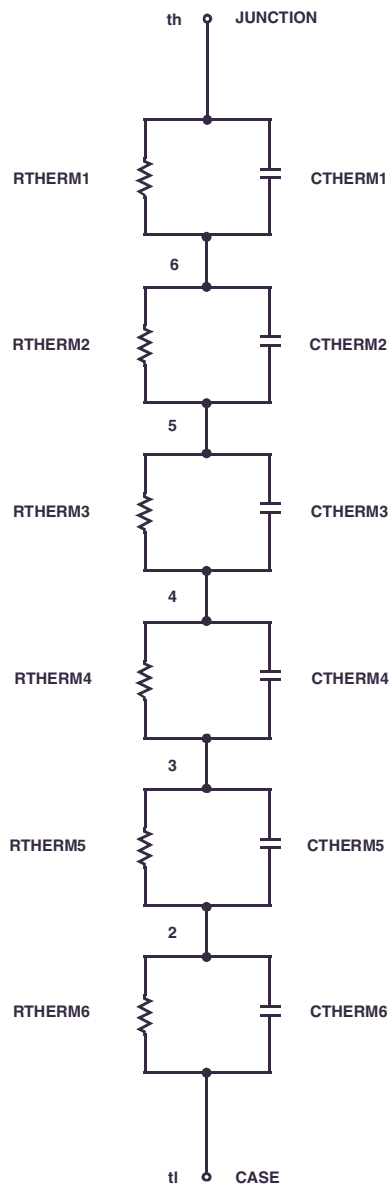 th JUNCTION
RTHERM1 CTHERM1
6
RTHERM2 CTHERM2
5
RTHERM3 CTHERM3
4
RTHERM4 CTHERM4
3
RTHERM5 CTHERM5
2
RTHERM6 CTHERM6
tl CASE